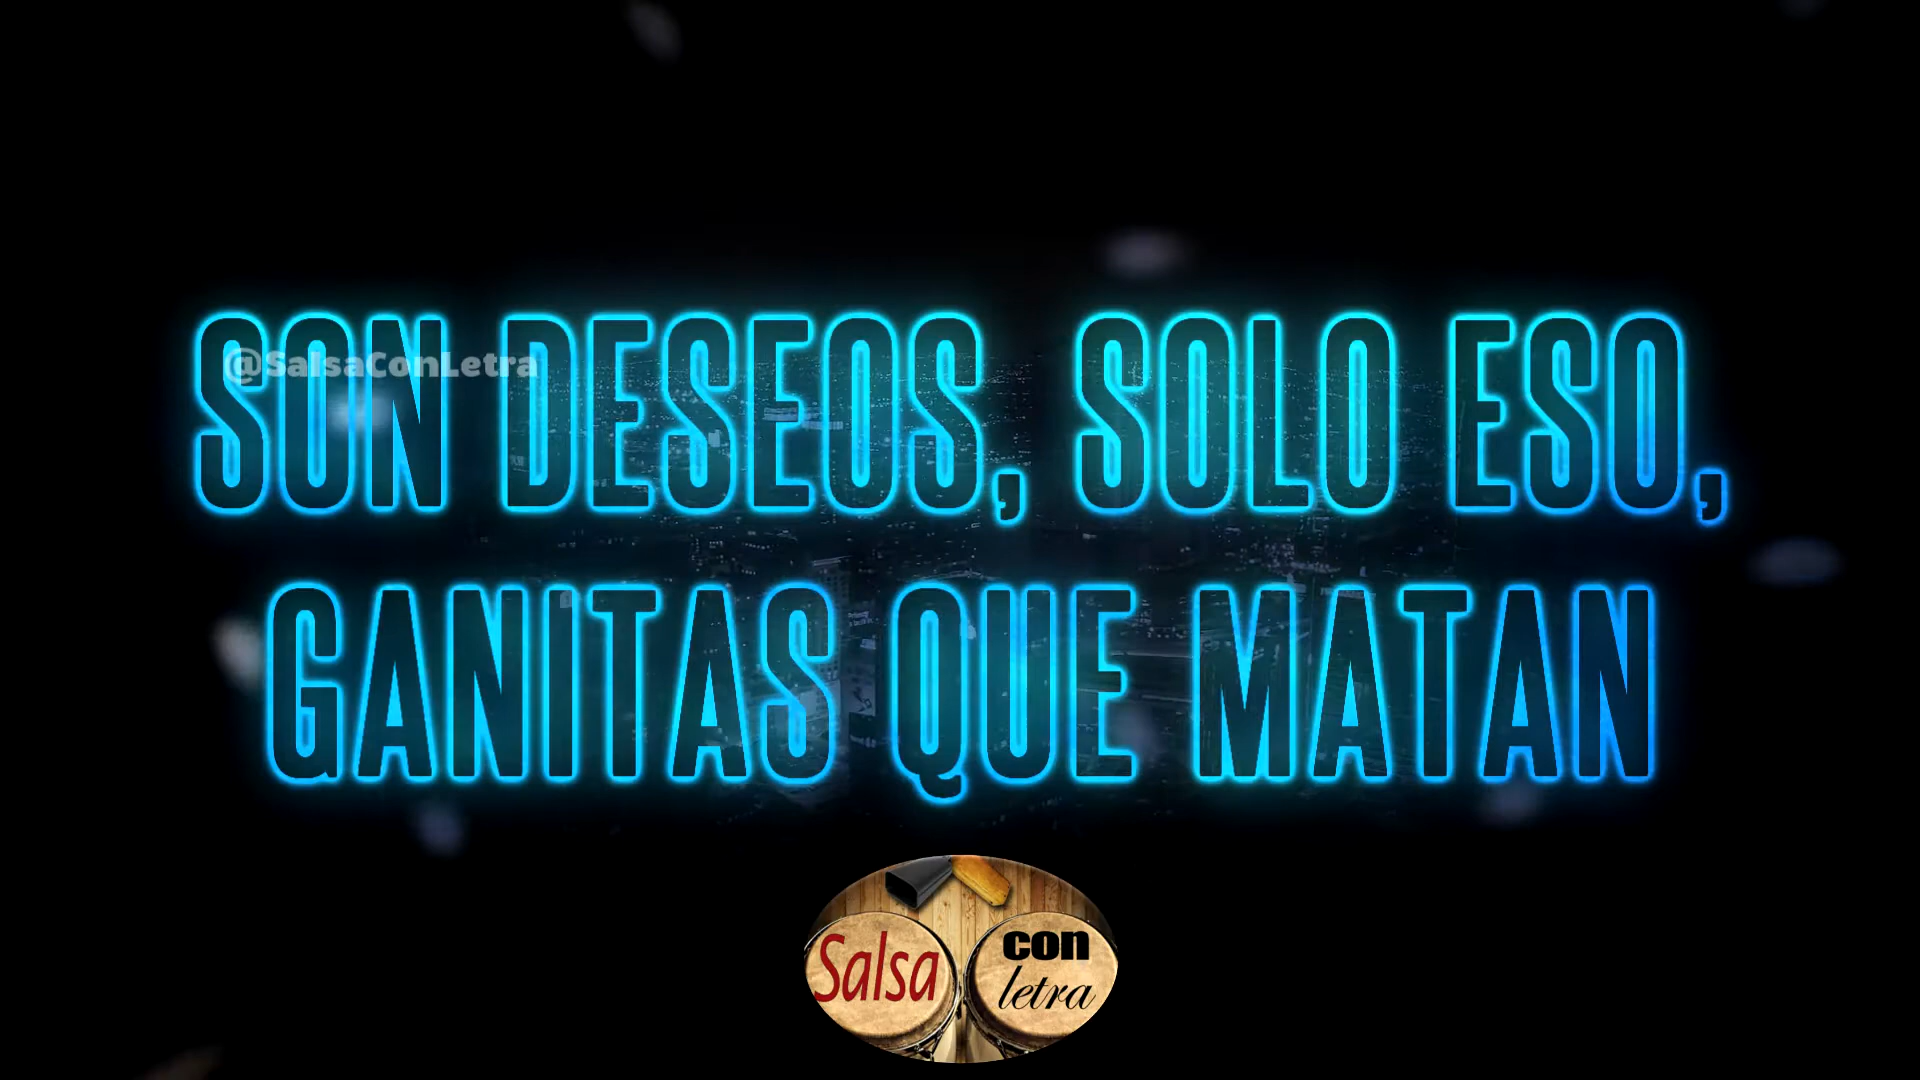 @SalsaConLetra
SON DESEOS, SOLO ESO,
GANITAS QUE MATAN
Salsa con
letra